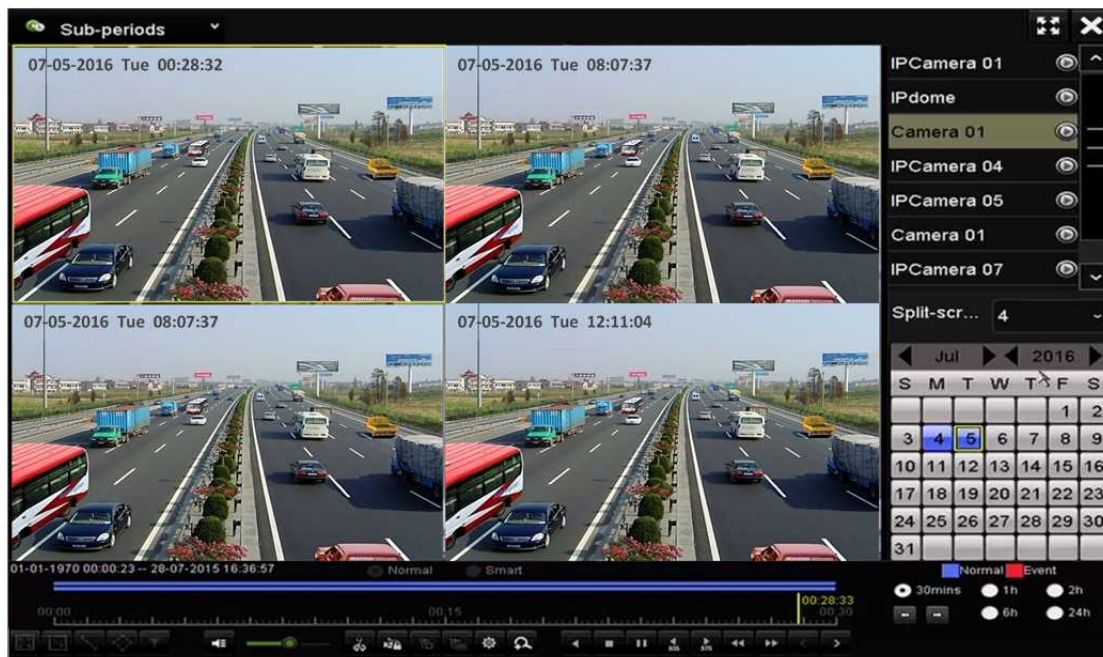 Sub-periods
07-05-2016 Tue 00:28:32
07-05-2016 Tue 08:07:37
07-05-2016 Tue 08:07:37
07-05-2016 Tue 12:11:04
IPCamera 01
IPdome
Camera 01
IPCamera 04
IPCamera 05
Camera 01
IPCamera 07
Split-scr... 4
Jul 2016
S M T W T F S
1 2
3 4 5 6 7 8 9
10 11 12 13 14 15 16
17 18 19 20 21 22 23
24 25 26 27 28 29 30
31
Normal Event
30mins 1h 2h
6h 24h
01-01-1970 00:00:23 -- 28-07-2015 16:36:57
Normal Smart
00:28:33
00:00 00:15 00:30